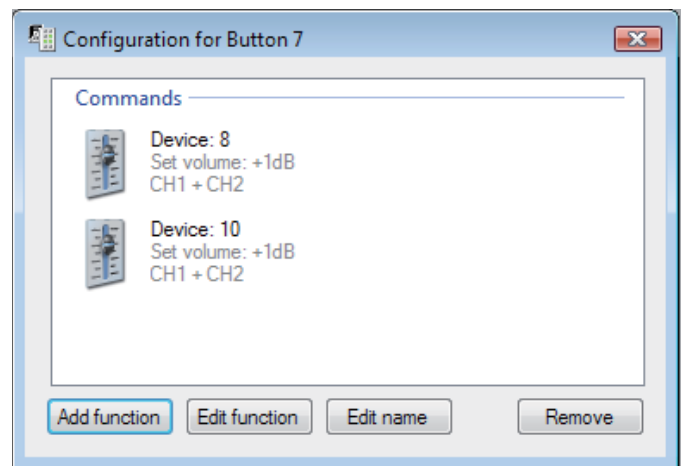 Configuration for Button 7
Commands
Device: 8
Set volume: +1dB
CH1 + CH2
Device: 10
Set volume: +1dB
CH1 + CH2
Add function Edit function Edit name Remove